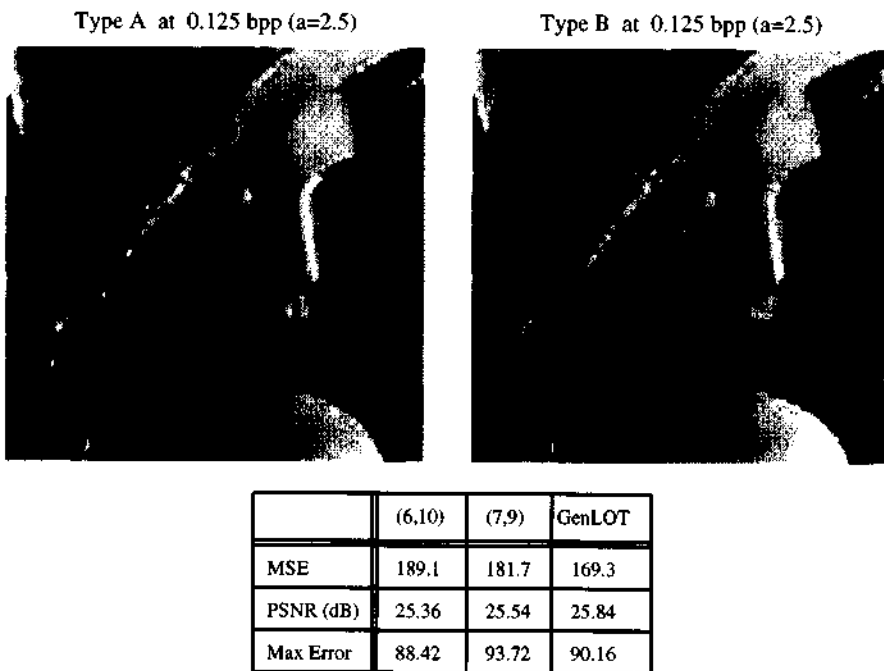 Type A at 0.125 bpp (a=2.5)
Type B at 0.125 bpp (a=2.5)
(6,10) (7,9) GenLOT
MSE 189.1 181.7 169.3
PSNR (dB) 25.36 25.54 25.84
Max Error 88.42 93.72 90.16